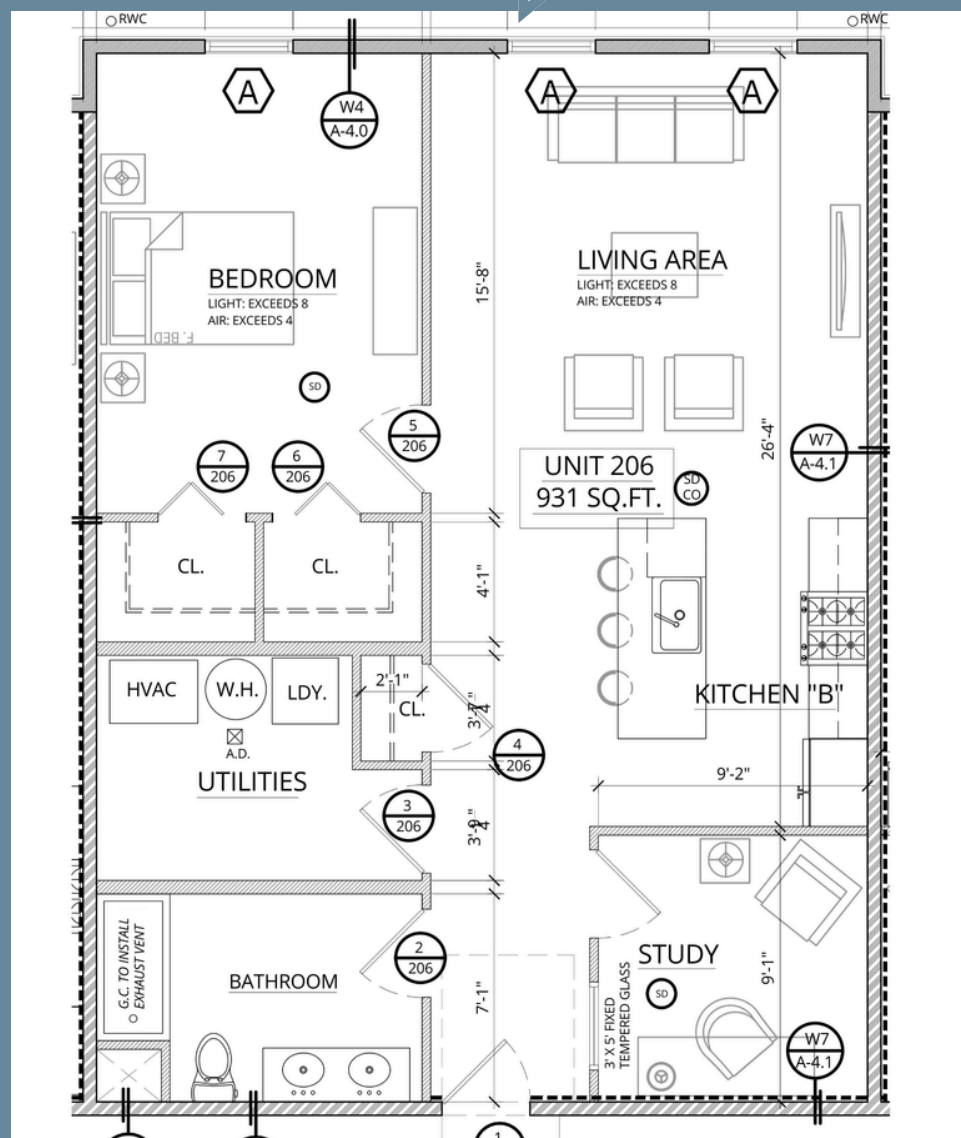 RWC
RWC
A
A
A
W4
A-4.0
BEDROOM
LIGHT: EXCEEDS 8
AIR: EXCEEDS 4
F. BED
LIVING AREA
LIGHT: EXCEEDS 8
AIR: EXCEEDS 4
15'-8"
SD
5
206
26'-4"
W7
A-4.1
7
206
6
206
UNIT 206
931 SQ.FT.
SD
CO
CL.
CL.
4'-1"
HVAC
W.H.
LDY.
2'-1"
CL.
KITCHEN "B"
A.D.
UTILITIES
4
206
9'-2"
3
206
G.C. TO INSTALL
EXHAUST VENT
BATHROOM
2
206
7'-1"
STUDY
SD
9'-1"
3' X 5' FIXED
TEMPERED GLASS
W7
A-4.1
1